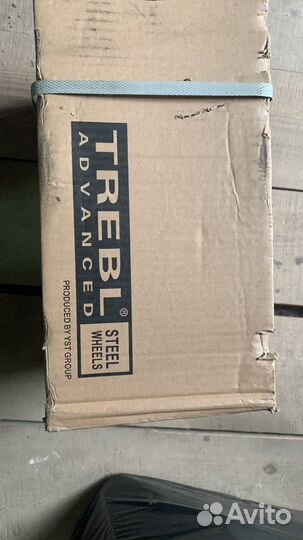 TREBL®
ADVANCED
STEEL
WHEELS
PRODUCED BY YST GROUP
Avito